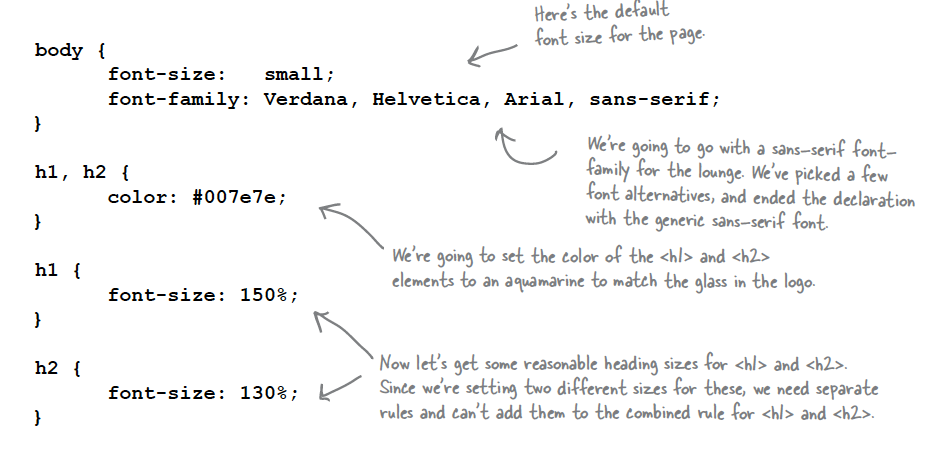 Here's the default
font size for the page.
body {
font-size: small;
font-family: Verdana, Helvetica, Arial, sans-serif;
}
We're going to go with a sans-serif font-
family for the lounge. We've picked a few
font alternatives, and ended the declaration
with the generic sans-serif font.
h1, h2 {
color: #007e7e;
}
We're going to set the color of the <h1> and <h2>
elements to an aquamarine to match the glass in the logo.
h1 {
font-size: 150%;
}
Now let's get some reasonable heading sizes for <h1> and <h2>.
Since we're setting two different sizes for these, we need separate
rules and can't add them to the combined rule for <h1> and <h2>.
h2 {
font-size: 130%;
}